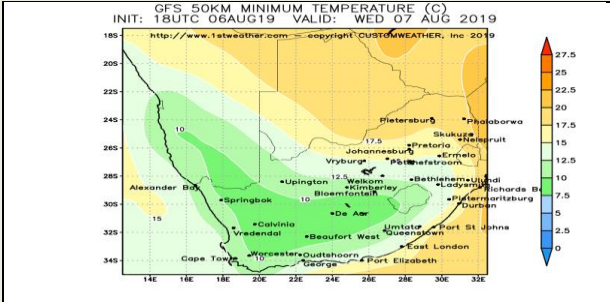 GFS 50KM MINIMUM TEMPERATURE (C)
INIT: 18UTC 06AUG19 VALID: WED 07 AUG 2019
http://www.1stweather.com – copyright CUSTOMWEATHER, Inc 2019
18S
20S
22S
24S
26S
28S
30S
32S
34S
14E 16E 18E 20E 22E 24E 26E 28E 30E 32E
Pietersburg
Phalaborwa
Skukuza
Nelspruit
17.5
Pretoria
Johannesburg
Ermelo
Vryburg
Potchefstroom
12.5
10
Upington
Welkom
Bethlehem
Ulundi
Alexander Bay
Kimberley
Ladysmith
Richards Ba
Bloemfontein
Springbok
10
Pietermaritzburg
Durban
15
De Aar
Calvinia
Vredendal
Umtata
Port St Johns
Beaufort West
Queenstown
East London
Cape Town
Worcester
10
Oudtshoorn
George
Port Elizabeth
27.5
25
22.5
20
17.5
15
12.5
10
7.5
5
2.5
0